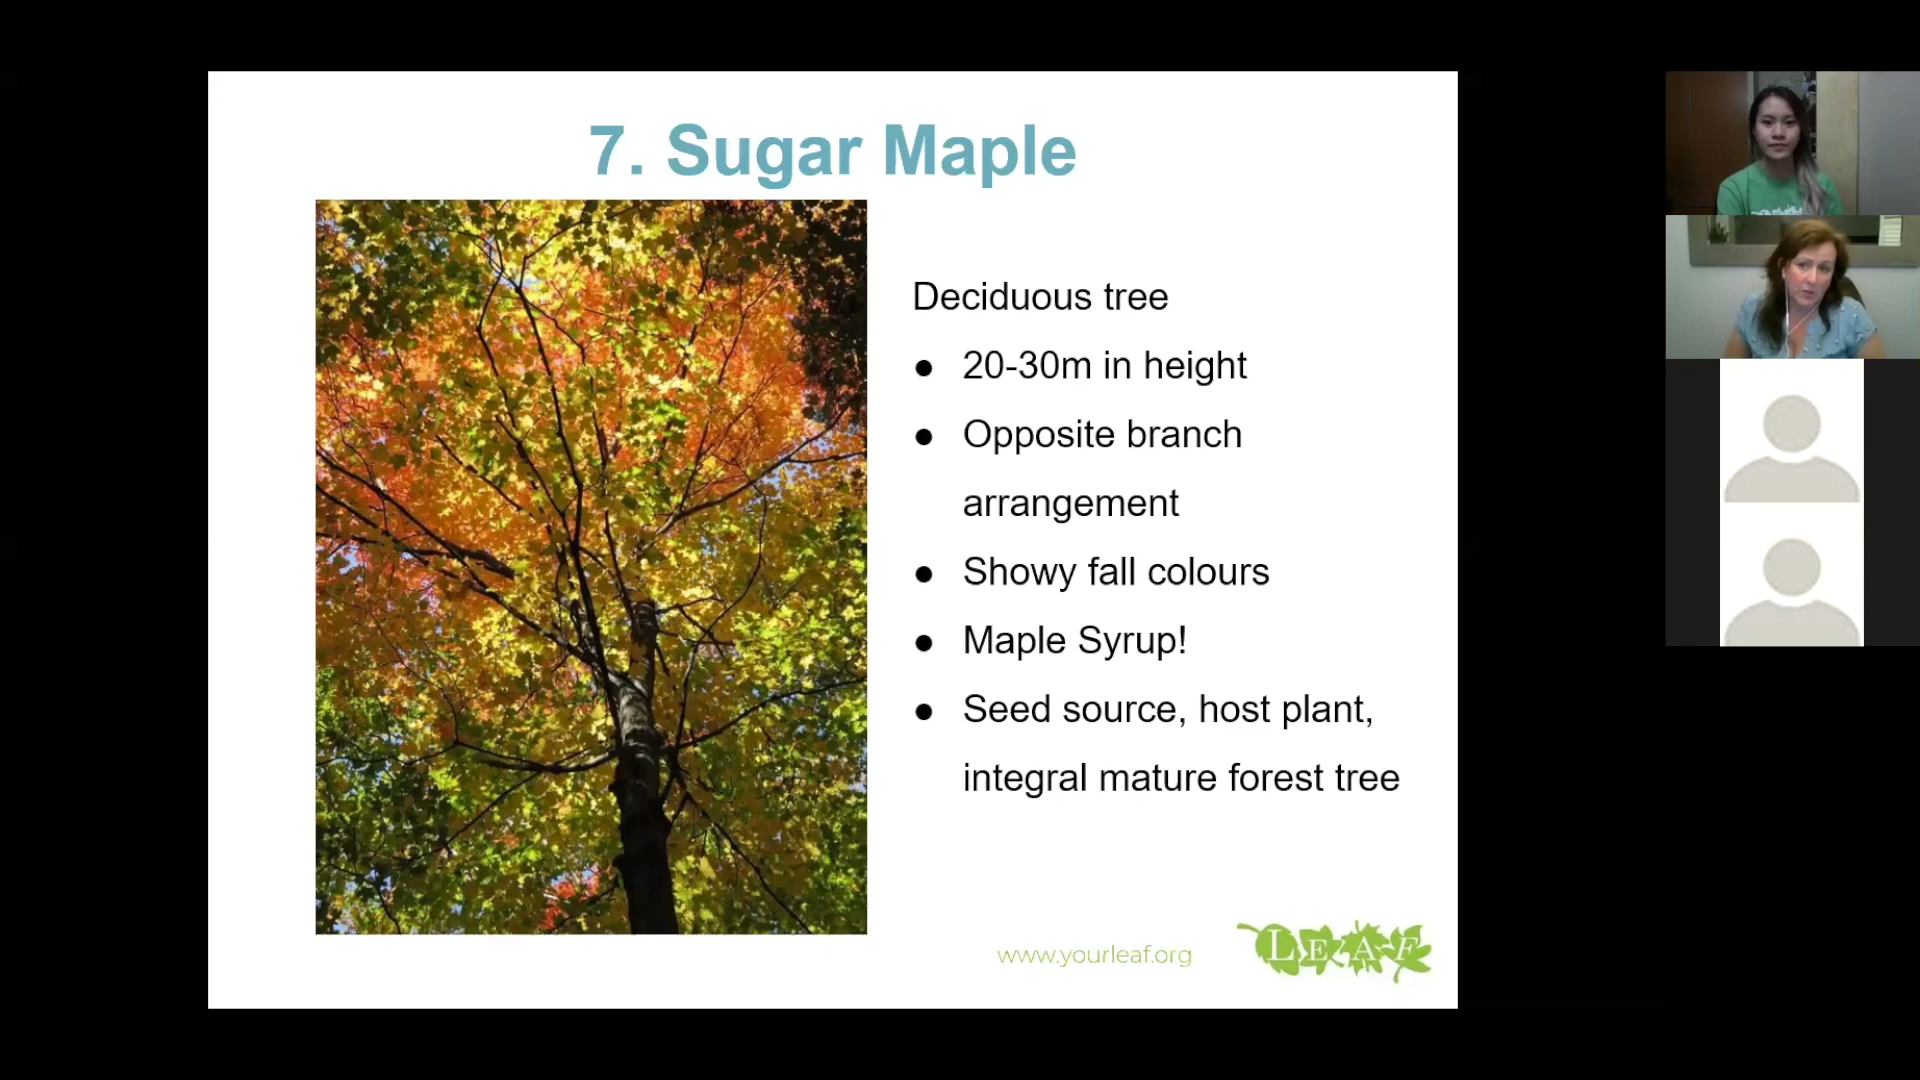 7. Sugar Maple
Deciduous tree
● 20-30m in height
● Opposite branch
arrangement
● Showy fall colours
● Maple Syrup!
● Seed source, host plant,
integral mature forest tree
www.yourleaf.org
LEAF